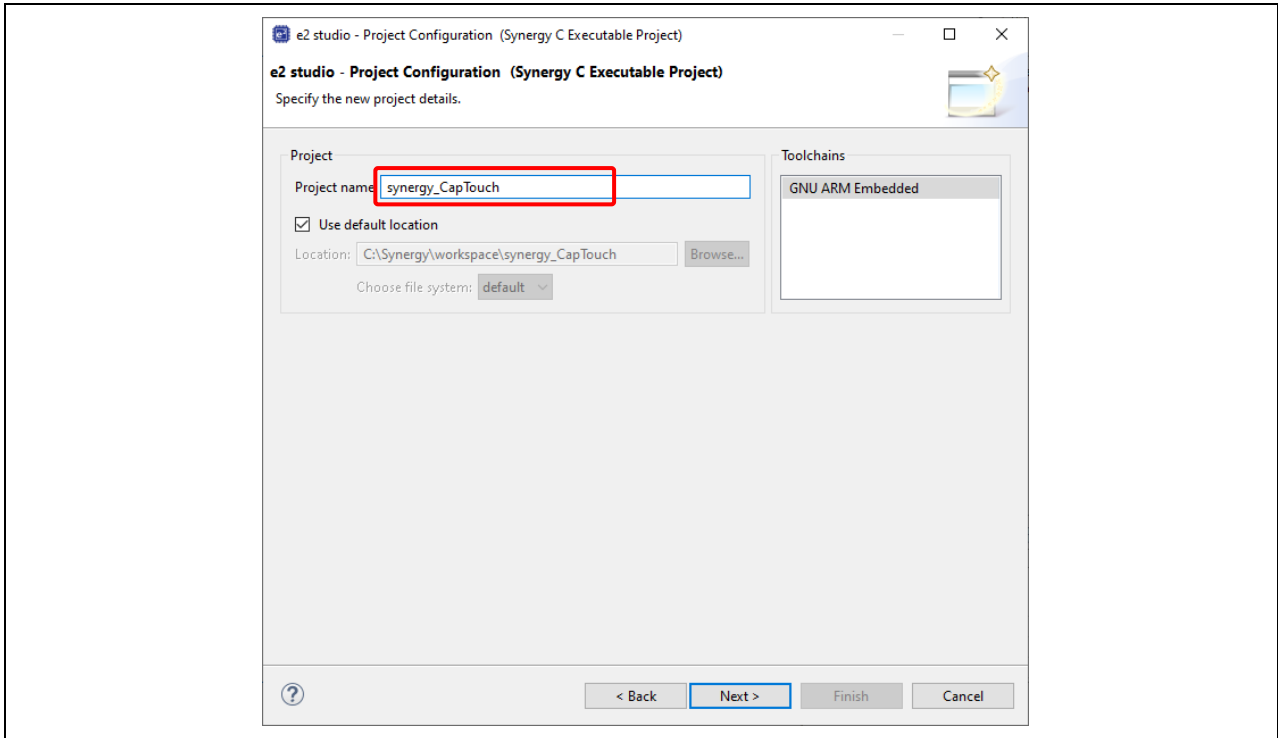 e2 studio - Project Configuration  (Synergy C Executable Project)
e2 studio - Project Configuration  (Synergy C Executable Project)
Specify the new project details.
Project
Project name synergy_CapTouch
Use default location
Location: C:\Synergy\workspace\synergy_CapTouch Browse...
Choose file system: default
Toolchains
GNU ARM Embedded
? < Back Next > Finish Cancel